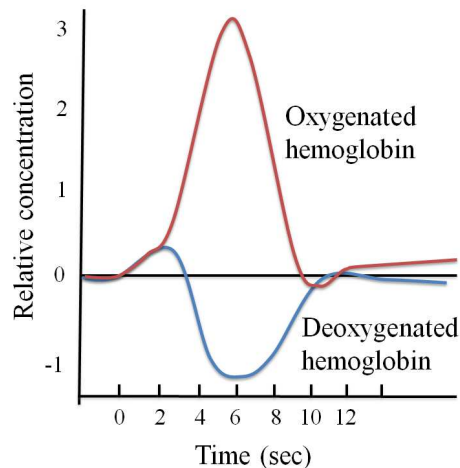 3
2
1
0
-1
Relative concentration
Oxygenated
hemoglobin
Deoxygenated
hemoglobin
0 2 4 6 8 10 12
Time (sec)